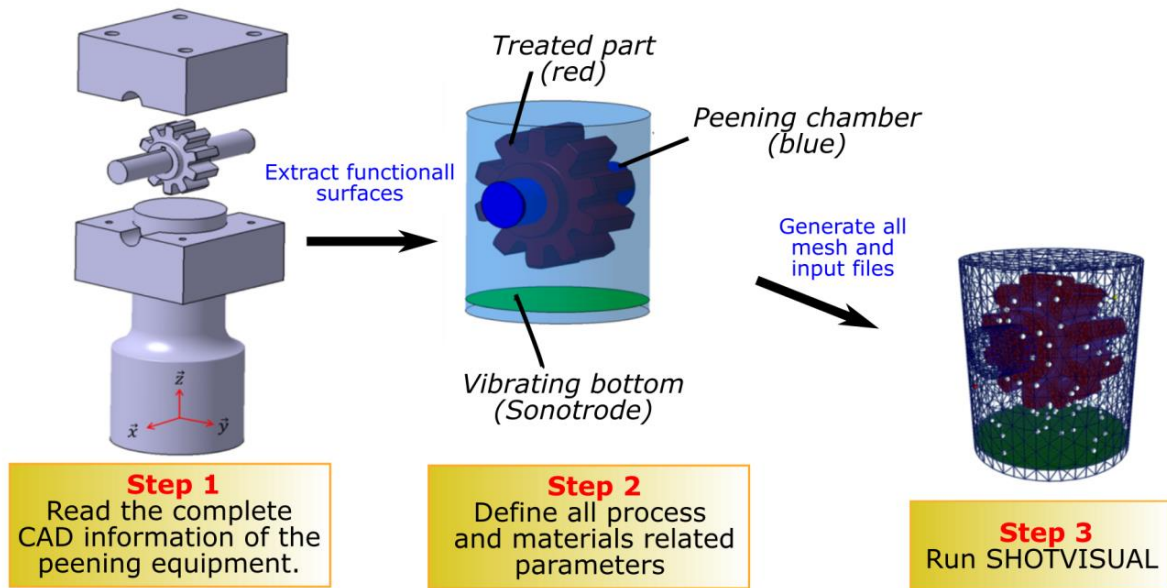 Treated part
(red)
Peening chamber
(blue)
Extract functionall
surfaces
Generate all
mesh and
input files
Vibrating bottom
(Sonotrode)
z
x
y
Step 1
Read the complete
CAD information of the
peening equipment.
Step 2
Define all process
and materials related
parameters
Step 3
Run SHOTVISUAL